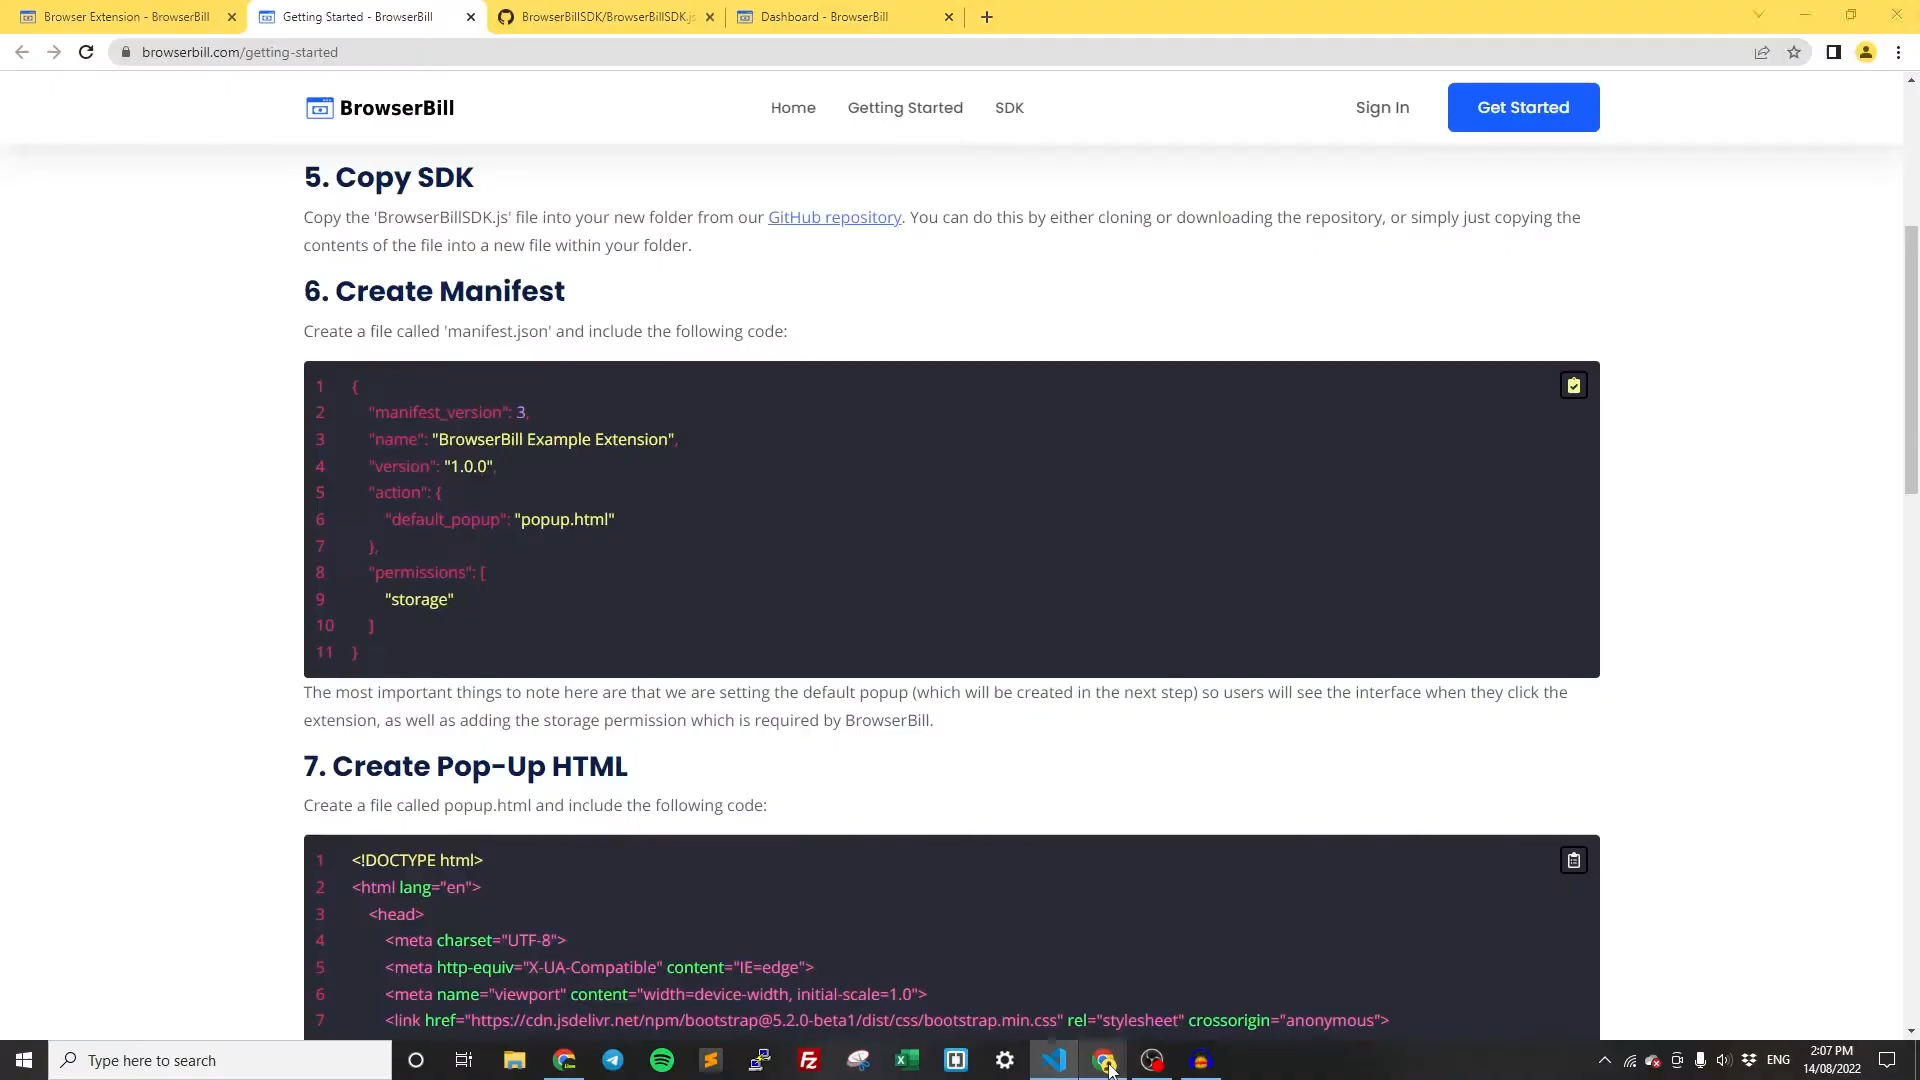 Browser Extension - BrowserBill
Getting Started - BrowserBill
BrowserBillSDK/BrowserBillSDK.js
Dashboard - BrowserBill
browserbill.com/getting-started
BrowserBill
Home
Getting Started
SDK
Sign In
Get Started
5. Copy SDK
Copy the 'BrowserBillSDK.js' file into your new folder from our GitHub repository. You can do this by either cloning or downloading the repository, or simply just copying the
contents of the file into a new file within your folder.
6. Create Manifest
Create a file called 'manifest.json' and include the following code:
1 {
2 "manifest_version": 3,
3 "name": "BrowserBill Example Extension",
4 "version": "1.0.0",
5 "action": {
6 "default_popup": "popup.html"
7 },
8 "permissions": [
9 "storage"
10 ]
11 }
The most important things to note here are that we are setting the default popup (which will be created in the next step) so users will see the interface when they click the
extension, as well as adding the storage permission which is required by BrowserBill.
7. Create Pop-Up HTML
Create a file called popup.html and include the following code:
1 <!DOCTYPE html>
2 <html lang="en">
3 <head>
4 <meta charset="UTF-8">
5 <meta http-equiv="X-UA-Compatible" content="IE=edge">
6 <meta name="viewport" content="width=device-width, initial-scale=1.0">
7 <link href="https://cdn.jsdelivr.net/npm/bootstrap@5.2.0-beta1/dist/css/bootstrap.min.css" rel="stylesheet" crossorigin="anonymous">
Type here to search
ENG
2:07 PM
14/08/2022